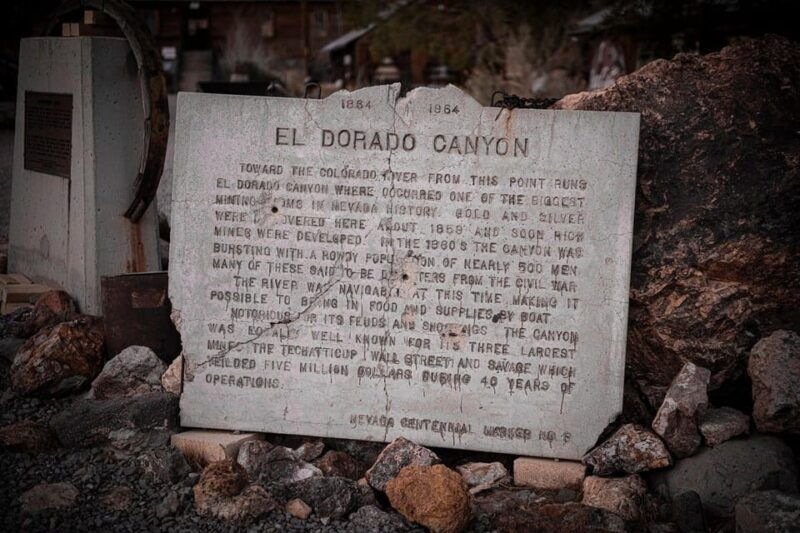 1864 1964
EL DORADO CANYON
TOWARD THE COLORADO RIVER FROM THIS POINT RUNS
EL DORADO CANYON WHERE OCCURRED ONE OF THE BIGGEST
MINING BOOMS IN NEVADA HISTORY. GOLD AND SILVER
WERE DISCOVERED HERE ABOUT 1859 AND SOON RICH
MINES WERE DEVELOPED. IN THE 1860'S THE CANYON WAS
BURSTING WITH A ROWDY POPULATION OF NEARLY 500 MEN,
MANY OF THESE SAID TO BE DESERTERS FROM THE CIVIL WAR.
THE RIVER WAS NAVIGABLE AT THIS TIME, MAKING IT
POSSIBLE TO BRING IN FOOD AND SUPPLIES BY BOAT.
NOTORIOUS FOR ITS FEUDS AND SHOOTINGS, THE CANYON
WAS EQUALLY WELL KNOWN FOR ITS THREE LARGEST
MINES, THE TECHATTICUP, WALL STREET AND SAVAGE WHICH
YIELDED FIVE MILLION DOLLARS DURING 40 YEARS OF
OPERATIONS.
NEVADA CENTENNIAL MARKER NO.